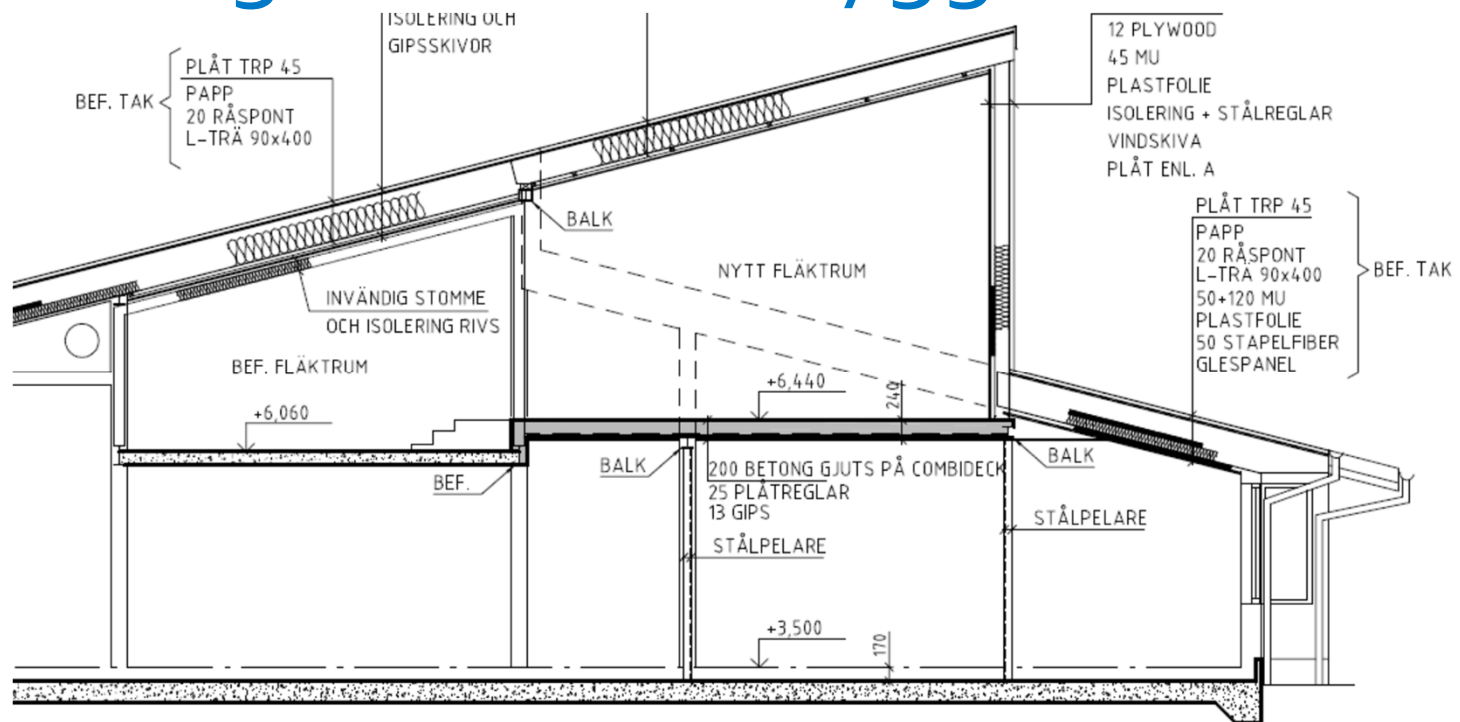 ISOLERING OCH
GIPSSKIVOR
PLÅT TRP 45
PAPP
20 RÅSPONT
L-TRÄ 90x400
BEF. TAK
12 PLYWOOD
45 MU
PLASTFOLIE
ISOLERING + STÅLREGLAR
VINDSKIVA
PLÅT ENL. A
PLÅT TRP 45
PAPP
20 RÅSPONT
L-TRÄ 90x400
50+120 MU
PLASTFOLIE
50 STAPELFIBER
GLESPANEL
BEF. TAK
BALK
NYTT FLÄKTRUM
INVÄNDIG STOMME
OCH ISOLERING RIVS
BEF. FLÄKTRUM
+6,440
240
+6,060
BEF.
BALK
200 BETONG GJUTS PÅ COMBIDECK
25 PLÅTREGLAR
13 GIPS
BALK
STÅLPELARE
STÅLPELARE
+3,500
170